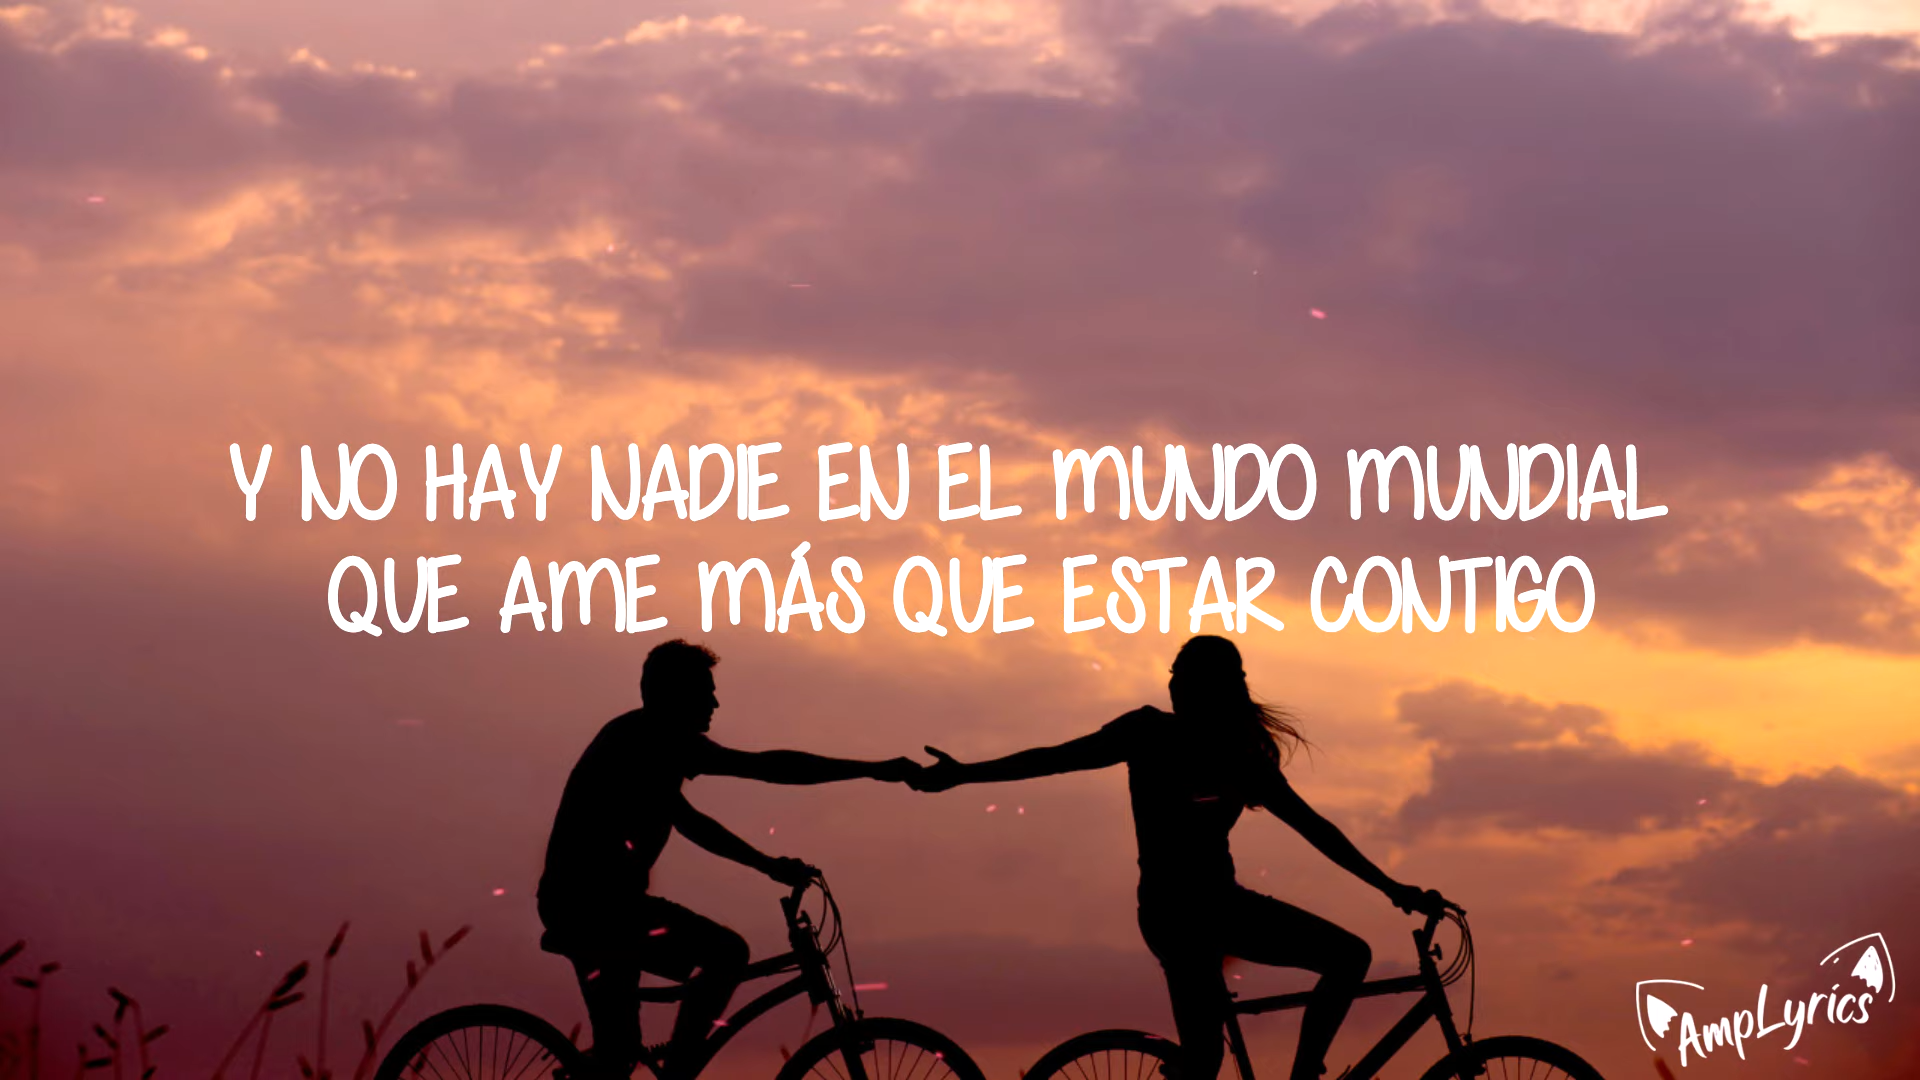 Y NO HAY NADIE EN EL MUNDO MUNDIAL
QUE AME MÁS QUE ESTAR CONTIGO
AmpLyrics